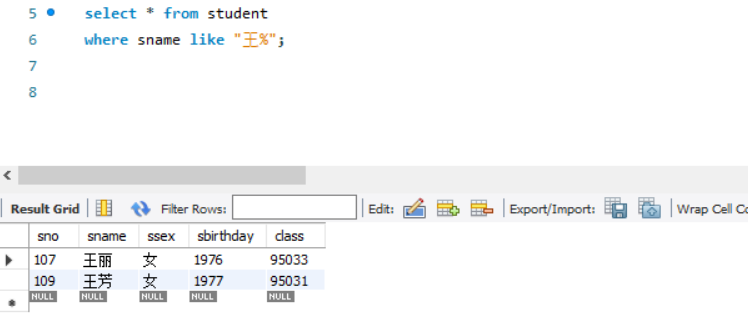 5 select * from student
6 where sname like "王%";
7
8
Result Grid Filter Rows: Edit: Export/Import: Wrap Cell Co
sno sname ssex sbirthday class
107 王丽 女 1976 95033
109 王芳 女 1977 95031
NULL NULL NULL NULL NULL